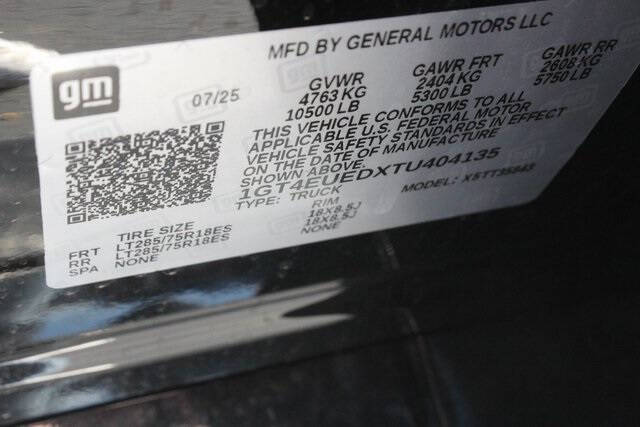 MFD BY GENERAL MOTORS LLC
gm
07/25
GVWR GAWR FRT GAWR RR
4763 KG 2404 KG 2608 KG
10500 LB 5300 LB 5750 LB
THIS VEHICLE CONFORMS TO ALL
APPLICABLE U.S. FEDERAL MOTOR
VEHICLE SAFETY STANDARDS IN EFFECT
ON THE DATE OF MANUFACTURE
SHOWN ABOVE.
1GT4EUEDXTU404135
TYPE: TRUCK MODEL:
TIRE SIZE RIM
FRT LT285/75R18ES 18X8.5J
RR LT285/75R18ES 18X8.5J
SPA NONE NONE